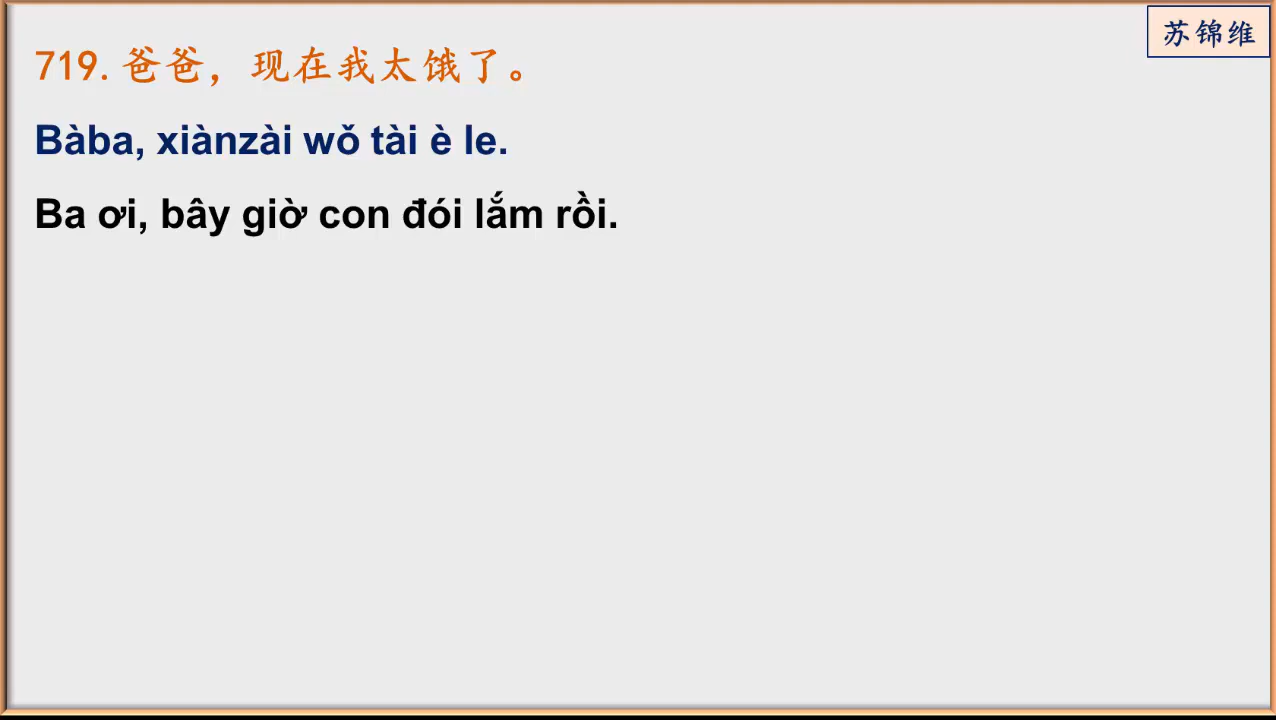 苏锦维
719.爸爸，现在我太饿了。
Bàba, xiànzài wǒ tài è le.
Ba ơi, bây giờ con đói lắm rồi.